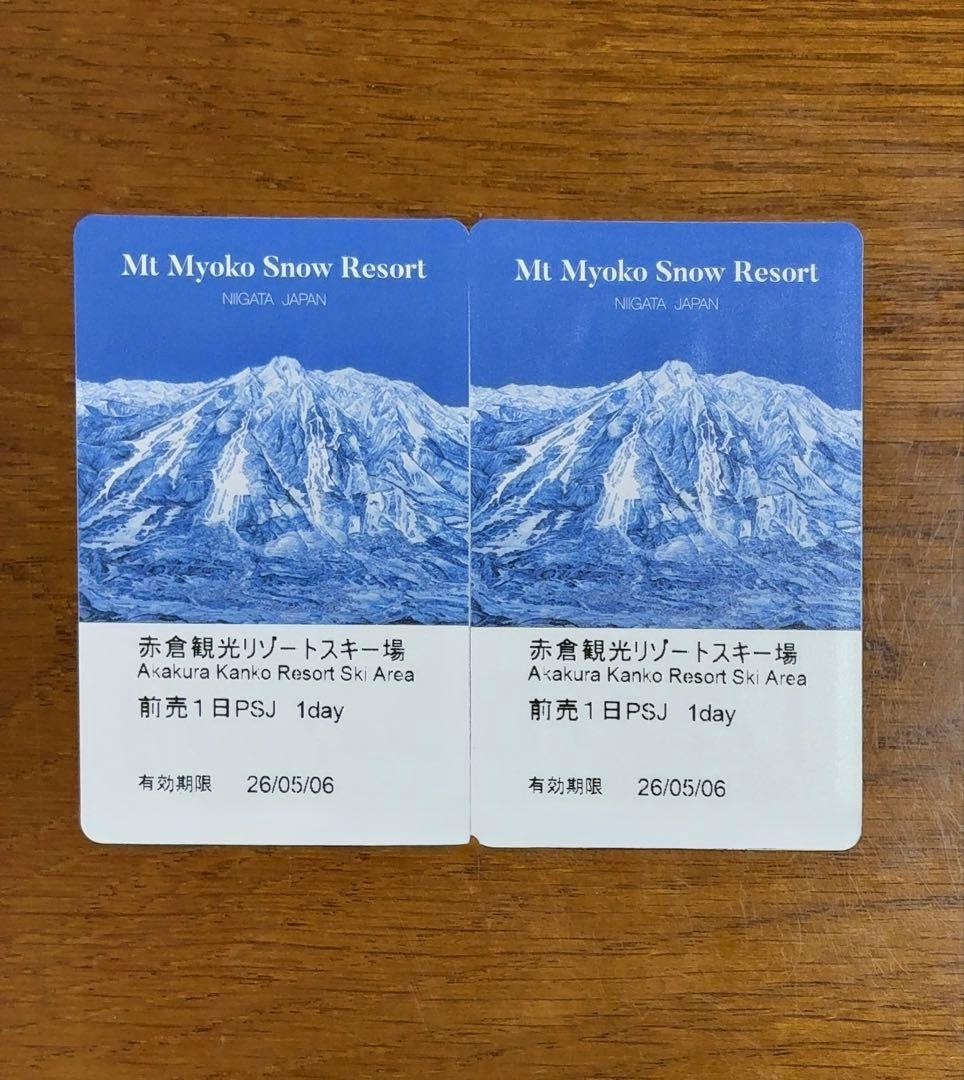 Mt Myoko Snow Resort
NIIGATA JAPAN
赤倉観光リゾートスキー場
Akakura Kanko Resort Ski Area
前売1日PSJ 1day
有効期限 26/05/06
Mt Myoko Snow Resort
NIIGATA JAPAN
赤倉観光リゾートスキー場
Akakura Kanko Resort Ski Area
前売1日PSJ 1day
有効期限 26/05/06